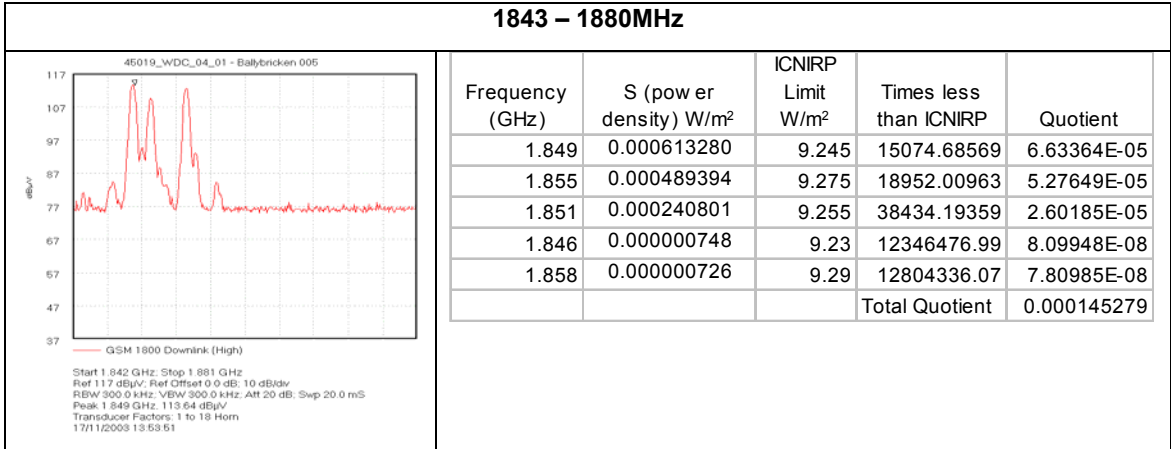 1843 – 1880MHz
45019_WDC_04_01 - Ballybricken 005
117
107
97
87
77
67
57
47
37
dBµV
GSM 1800 Downlink (High)
Start 1.842 GHz; Stop 1.881 GHz
Ref 117 dBµV; Ref Offset 0.0 dB; 10 dB/div
RBW 300.0 kHz; VBW 300.0 kHz; Att 20 dB; Swp 20.0 mS
Peak 1.849 GHz, 113.64 dBµV
Transducer Factors: 1 to 18 Horn
17/11/2003 13:53:51
Frequency (GHz) S (pow er density) W/m² ICNIRP Limit W/m² Times less than ICNIRP Quotient
1.849 0.000613280 9.245 15074.68569 6.63364E-05
1.855 0.000489394 9.275 18952.00963 5.27649E-05
1.851 0.000240801 9.255 38434.19359 2.60185E-05
1.846 0.000000748 9.23 12346476.99 8.09948E-08
1.858 0.000000726 9.29 12804336.07 7.80985E-08
Total Quotient 0.000145279